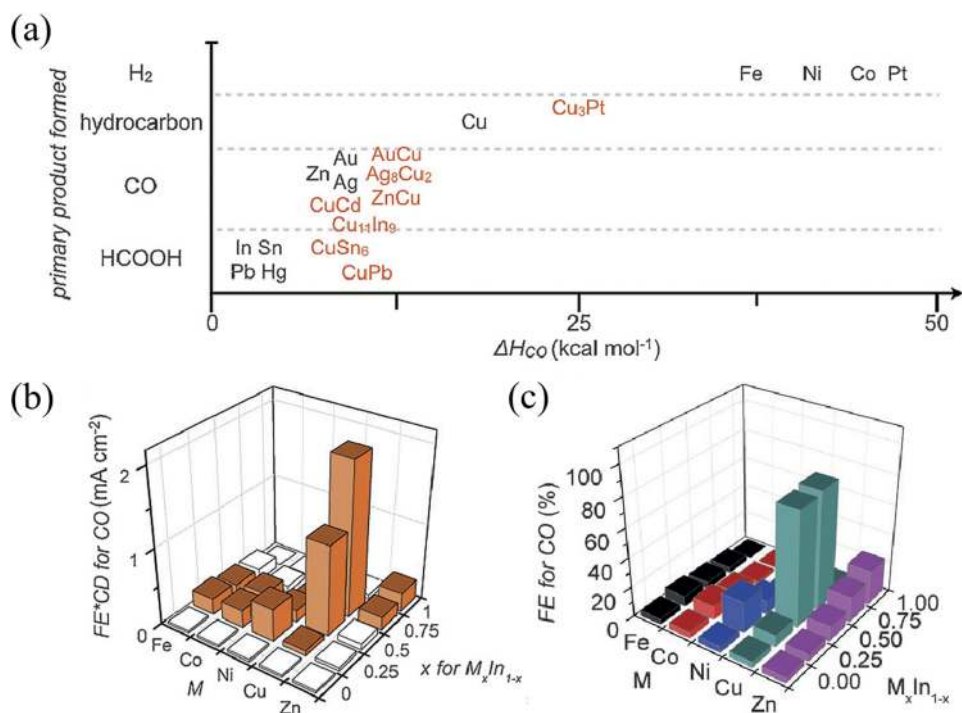 (a)
primary product formed
H₂
hydrocarbon
CO
HCOOH
Fe Ni Co Pt
Cu₃Pt
Cu
Au AuCu
Zn Ag₈Cu₂
Ag
ZnCu
CuCd
Cu₁₁In₉
In Sn CuSn₆
Pb Hg CuPb
0 25 50
ΔH_CO (kcal mol⁻¹)
(b)
FE*CD for CO (mA cm⁻²)
2
1
0
Fe
Co
Ni
Cu
Zn
M
0
0.25
0.5
0.75
1
x for MₓIn₁₋ₓ
(c)
FE for CO (%)
100
80
60
40
20
0
Fe
Co
Ni
Cu
Zn
M
0.00
0.25
0.50
0.75
1.00
MₓIn₁₋ₓ